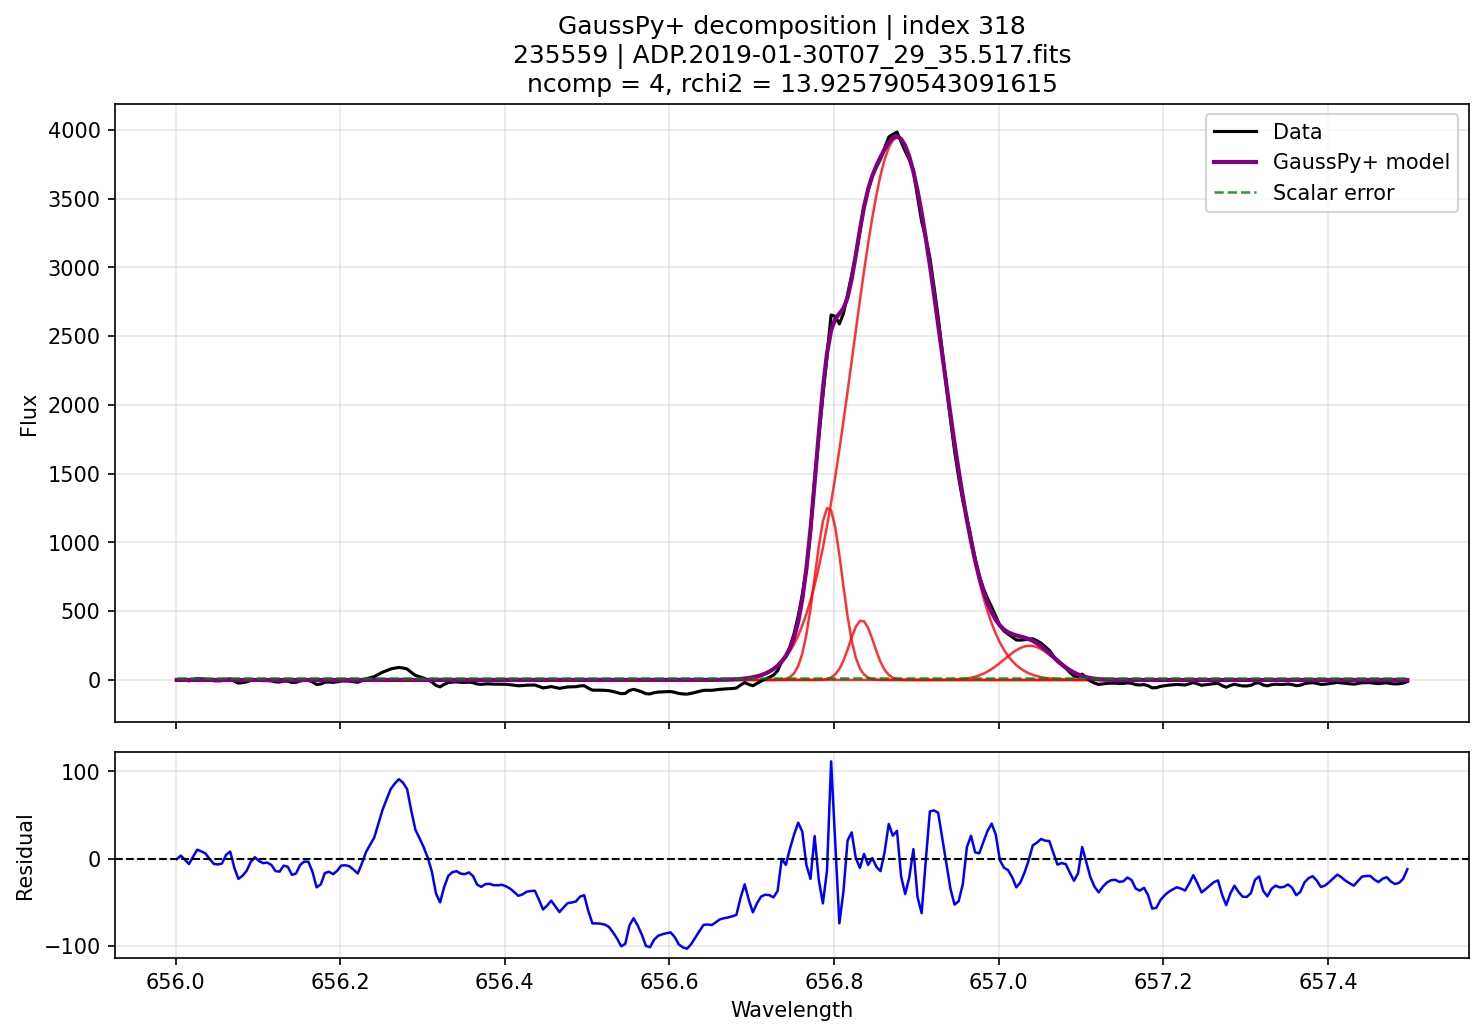 GaussPy+ decomposition | index 318
235559 | ADP.2019-01-30T07_29_35.517.fits
ncomp = 4, rchi2 = 13.925790543091615
Data
GaussPy+ model
Scalar error
4000
3500
3000
2500
2000
1500
1000
500
0
Flux
100
0
−100
Residual
656.0 656.2 656.4 656.6 656.8 657.0 657.2 657.4
Wavelength